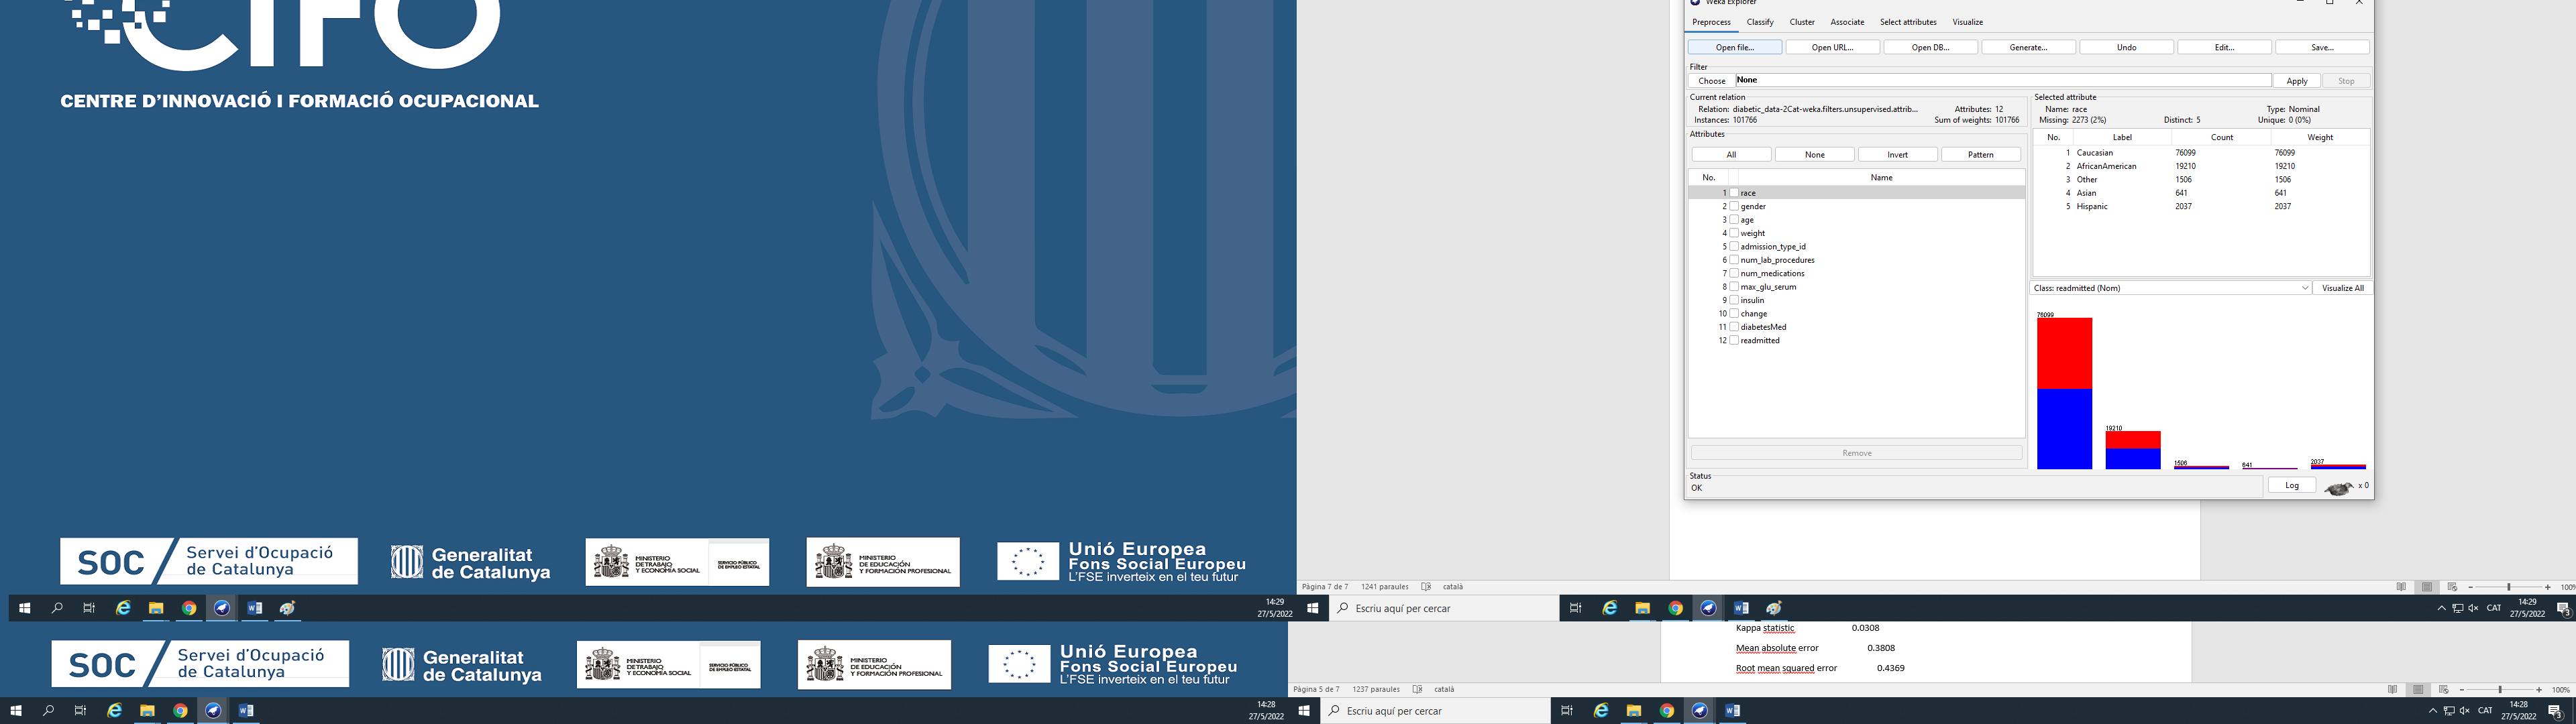 CIFO
CENTRE D'INNOVACIÓ I FORMACIÓ OCUPACIONAL
SOC
Servei d'Ocupació
de Catalunya
Generalitat
de Catalunya
MINISTERIO
DE TRABAJO
Y ECONOMÍA SOCIAL
SERVICIO PÚBLICO
DE EMPLEO ESTATAL
MINISTERIO
DE EDUCACIÓN
Y FORMACIÓN PROFESIONAL
Unió Europea
Fons Social Europeu
L'FSE inverteix en el teu futur
14:29
27/5/2022
Weka Explorer
Preprocess Classify Cluster Associate Select attributes Visualize
Open file... Open URL... Open DB... Generate... Undo Edit... Save...
Filter
Choose None Apply Stop
Current relation
Relation: diabetic_data-2Cat-weka.filters.unsupervised.attrib... Attributes: 12
Instances: 101766 Sum of weights: 101766
Attributes
All None Invert Pattern
No. Name
1 race
2 gender
3 age
4 weight
5 admission_type_id
6 num_lab_procedures
7 num_medications
8 max_glu_serum
9 insulin
10 change
11 diabetesMed
12 readmitted
Remove
Status
OK
Selected attribute
Name: race Type: Nominal
Missing: 2273 (2%) Distinct: 5 Unique: 0 (0%)
No. Label Count Weight
1 Caucasian 76099 76099
2 AfricanAmerican 19210 19210
3 Other 1506 1506
4 Asian 641 641
5 Hispanic 2037 2037
Class: readmitted (Nom) Visualize All
76099
19210
1506
641
2037
Log x 0
Pàgina 7 de 7 1241 paraules català 100%
Escriu aquí per cercar
CAT
14:29
27/5/2022
3
SOC
Servei d'Ocupació
de Catalunya
Generalitat
de Catalunya
MINISTERIO
DE TRABAJO
Y ECONOMÍA SOCIAL
SERVICIO PÚBLICO
DE EMPLEO ESTATAL
MINISTERIO
DE EDUCACIÓN
Y FORMACIÓN PROFESIONAL
Unió Europea
Fons Social Europeu
L'FSE inverteix en el teu futur
14:28
27/5/2022
Kappa statistic 0.0308
Mean absolute error 0.3808
Root mean squared error 0.4369
Pàgina 5 de 7 1237 paraules català 100%
Escriu aquí per cercar
CAT
14:28
27/5/2022
3